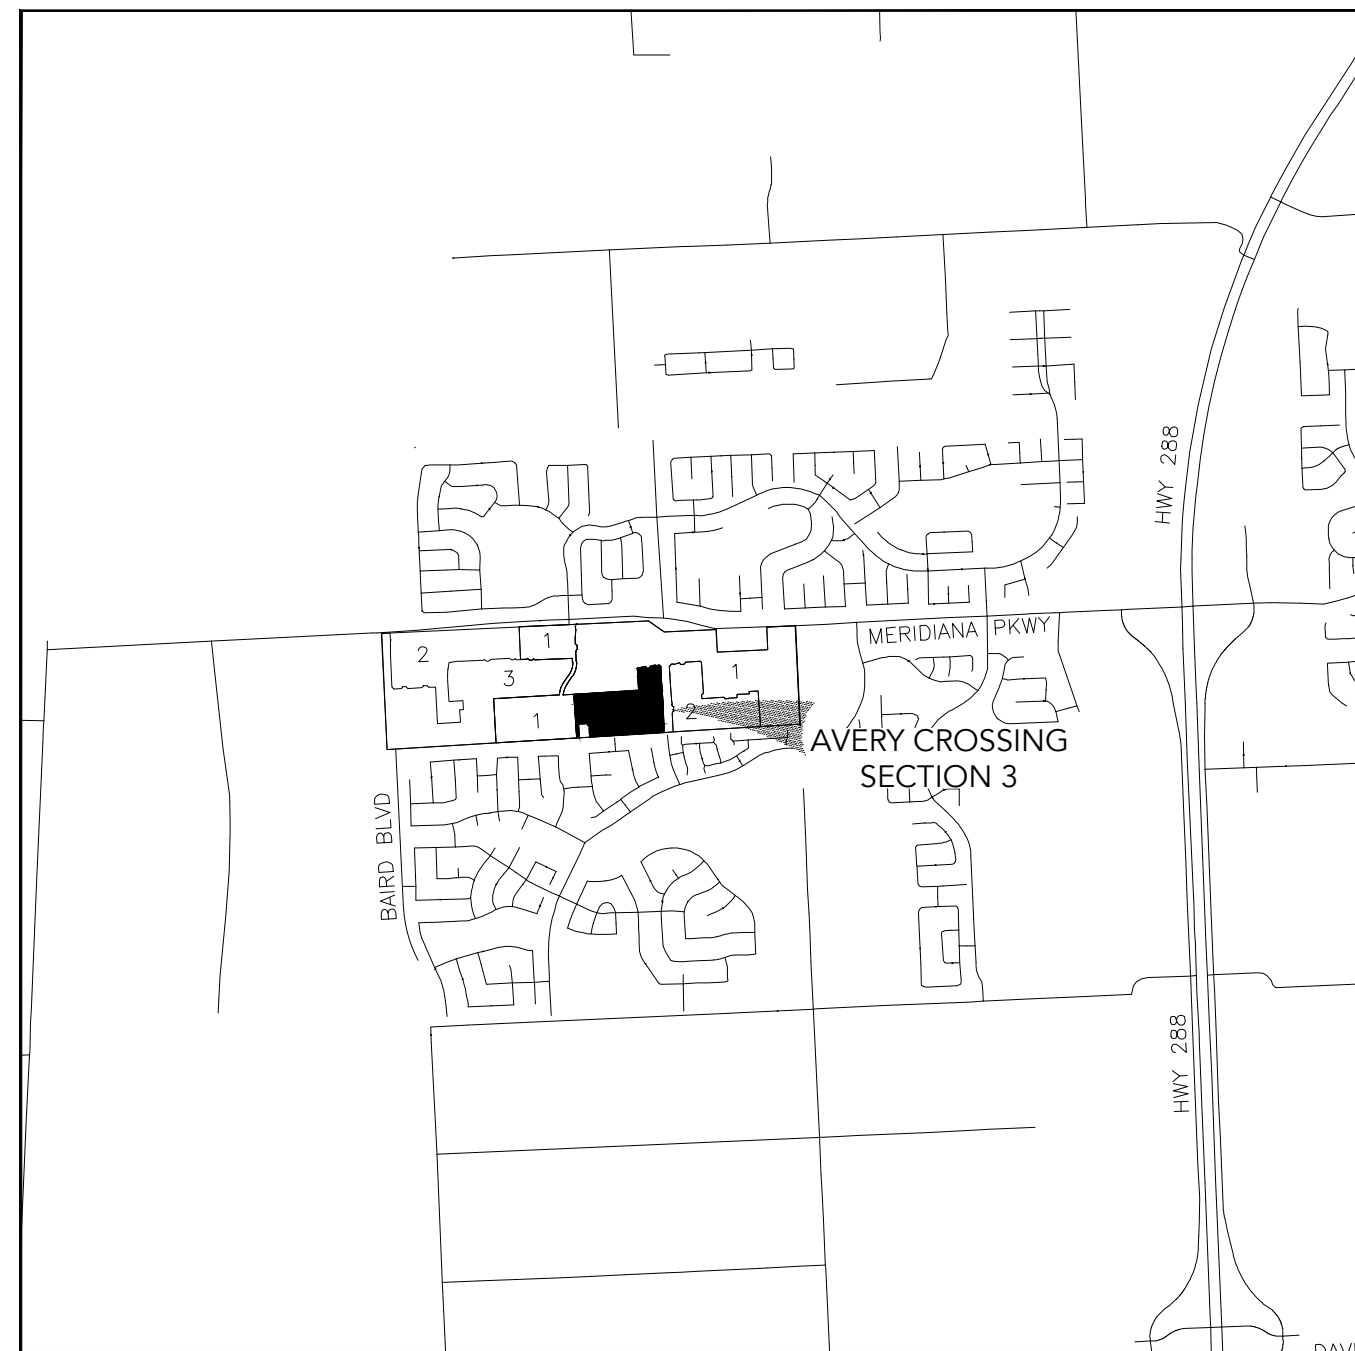 HWY 288
MERIDIANA PKWY
2
1
3
1
1
2
AVERY CROSSING
SECTION 3
BAIRD BLVD
HWY 288